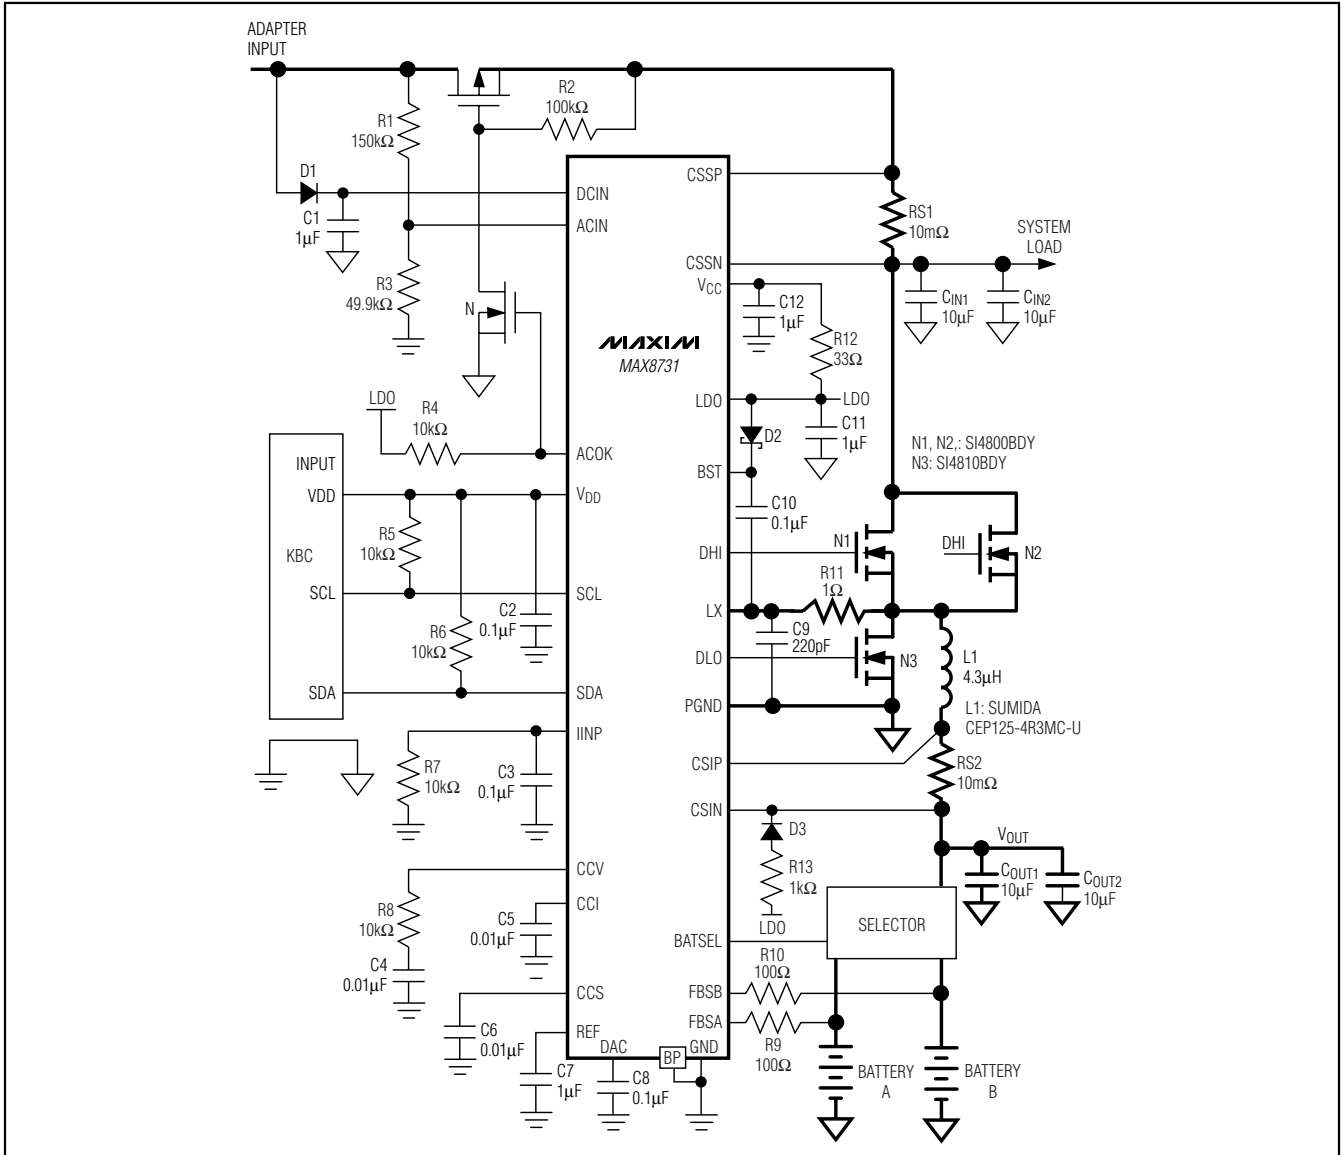 ADAPTER
INPUT
R2
100kΩ
R1
150kΩ
D1
C1
1µF
R3
49.9kΩ
N
DCIN
ACIN
CSSP
RS1
10mΩ
SYSTEM
LOAD
CSSN
VCC
CIN1
10µF
CIN2
10µF
C12
1µF
R12
33Ω
MAXIM
MAX8731
LDO
R4
10kΩ
LDO
LDO
C11
1µF
D2
N1, N2,: SI4800BDY
N3: SI4810BDY
ACOK
BST
INPUT
VDD
KBC
SCL
SDA
VDD
R5
10kΩ
C10
0.1µF
DHI
N1
DHI
N2
R11
1Ω
SCL
C2
0.1µF
R6
10kΩ
LX
C9
220pF
DLO
N3
L1
4.3µH
SDA
PGND
L1: SUMIDA
CEP125-4R3MC-U
IINP
R7
10kΩ
C3
0.1µF
CSIP
RS2
10mΩ
CSIN
D3
VOUT
R13
1kΩ
LDO
COUT1
10µF
COUT2
10µF
CCV
R8
10kΩ
CCI
C5
0.01µF
C4
0.01µF
BATSEL
SELECTOR
R10
100Ω
CCS
FBSB
C6
0.01µF
REF
FBSA
R9
100Ω
DAC
BP
GND
C7
1µF
C8
0.1µF
BATTERY
A
BATTERY
B